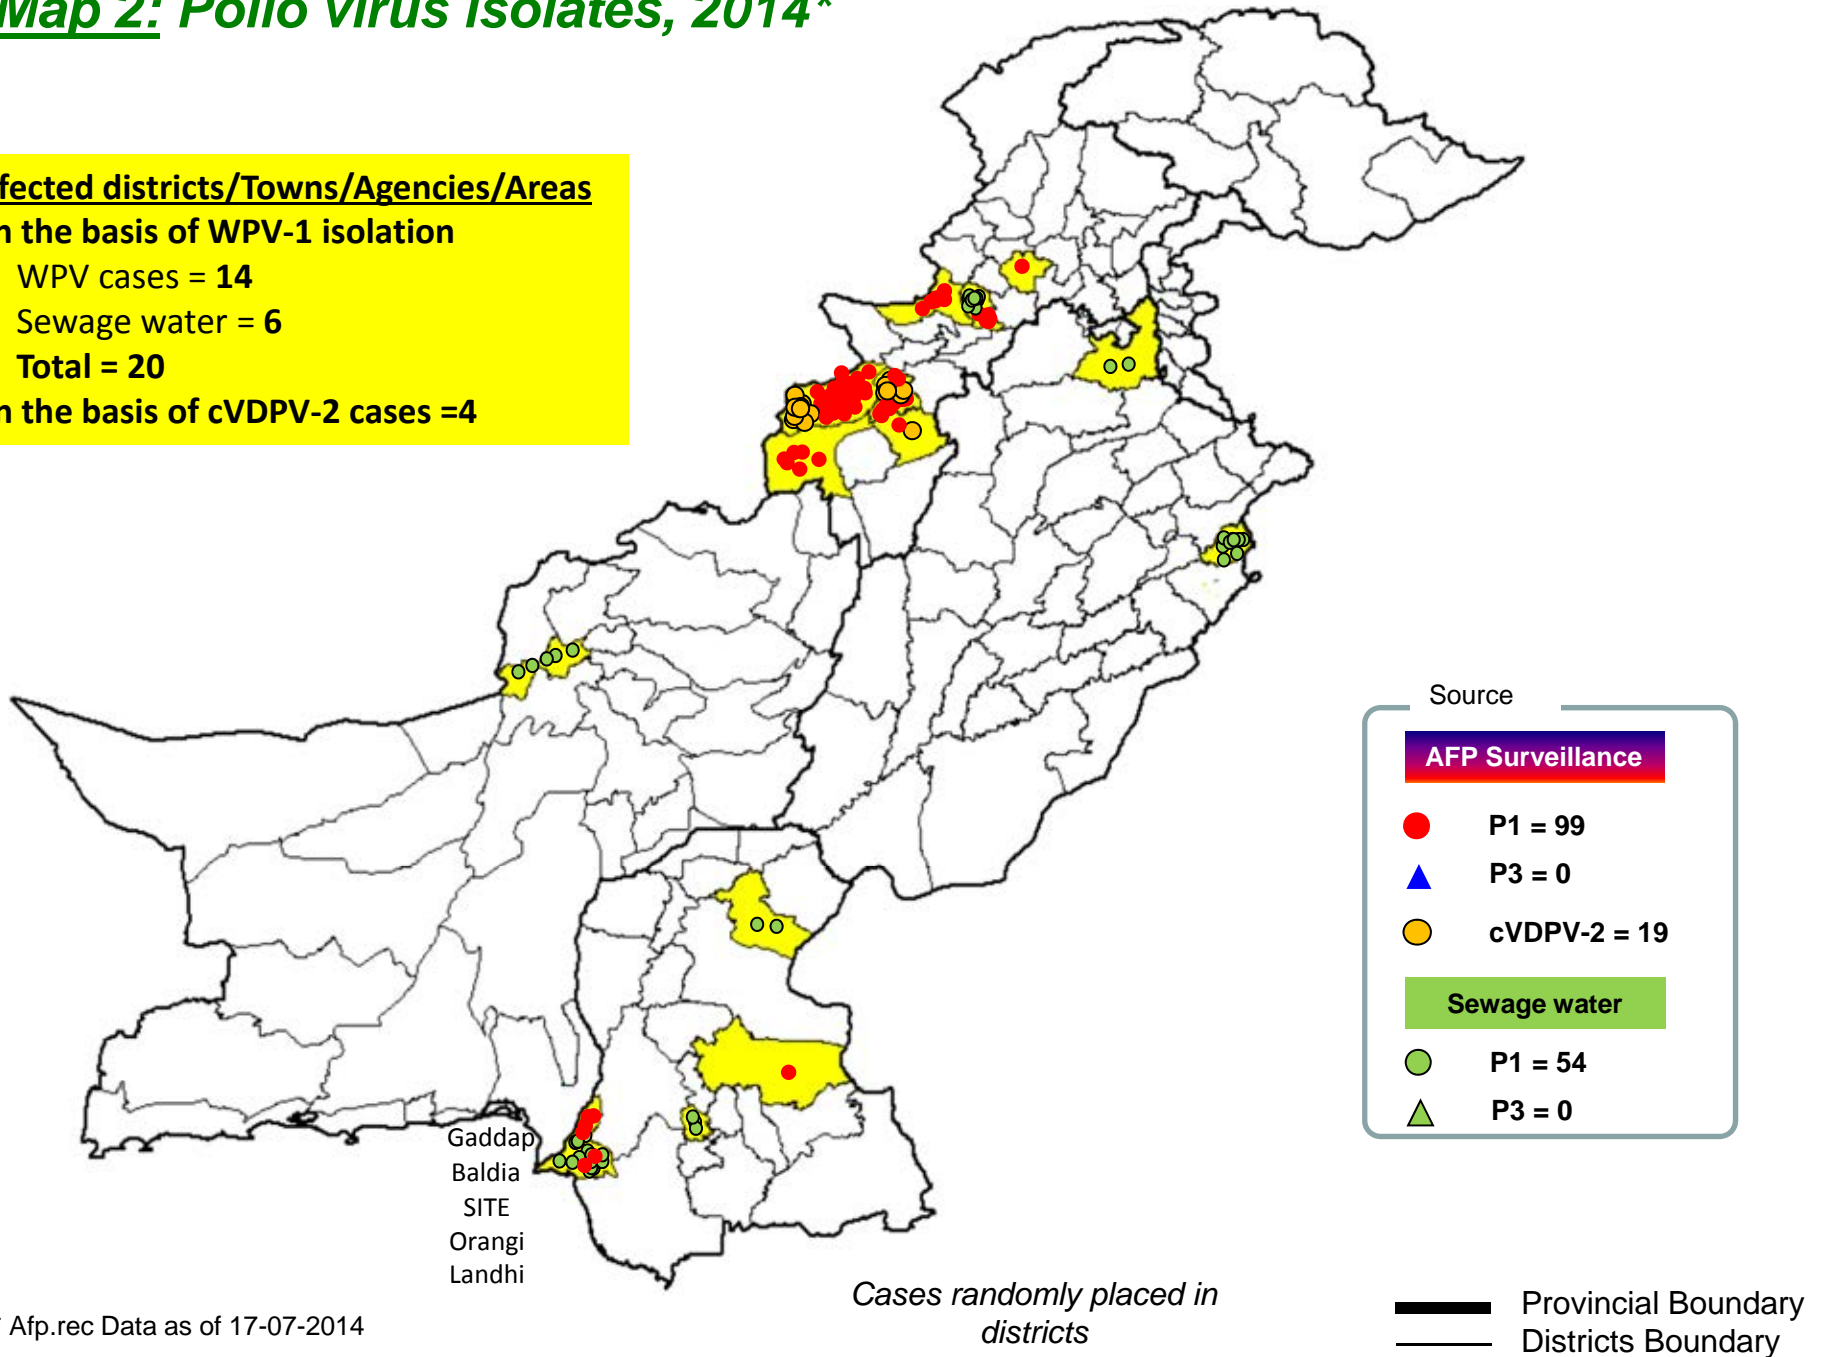 Map 2: Polio virus isolates, 2014*
fected districts/Towns/Agencies/Areas
n the basis of WPV-1 isolation
WPV cases = 14
Sewage water = 6
Total = 20
n the basis of cVDPV-2 cases =4
Source
AFP Surveillance
P1 = 99
P3 = 0
cVDPV-2 = 19
Sewage water
P1 = 54
P3 = 0
Gaddap
Baldia
SITE
Orangi
Landhi
Cases randomly placed in
districts
* Afp.rec Data as of 17-07-2014
Provincial Boundary
Districts Boundary